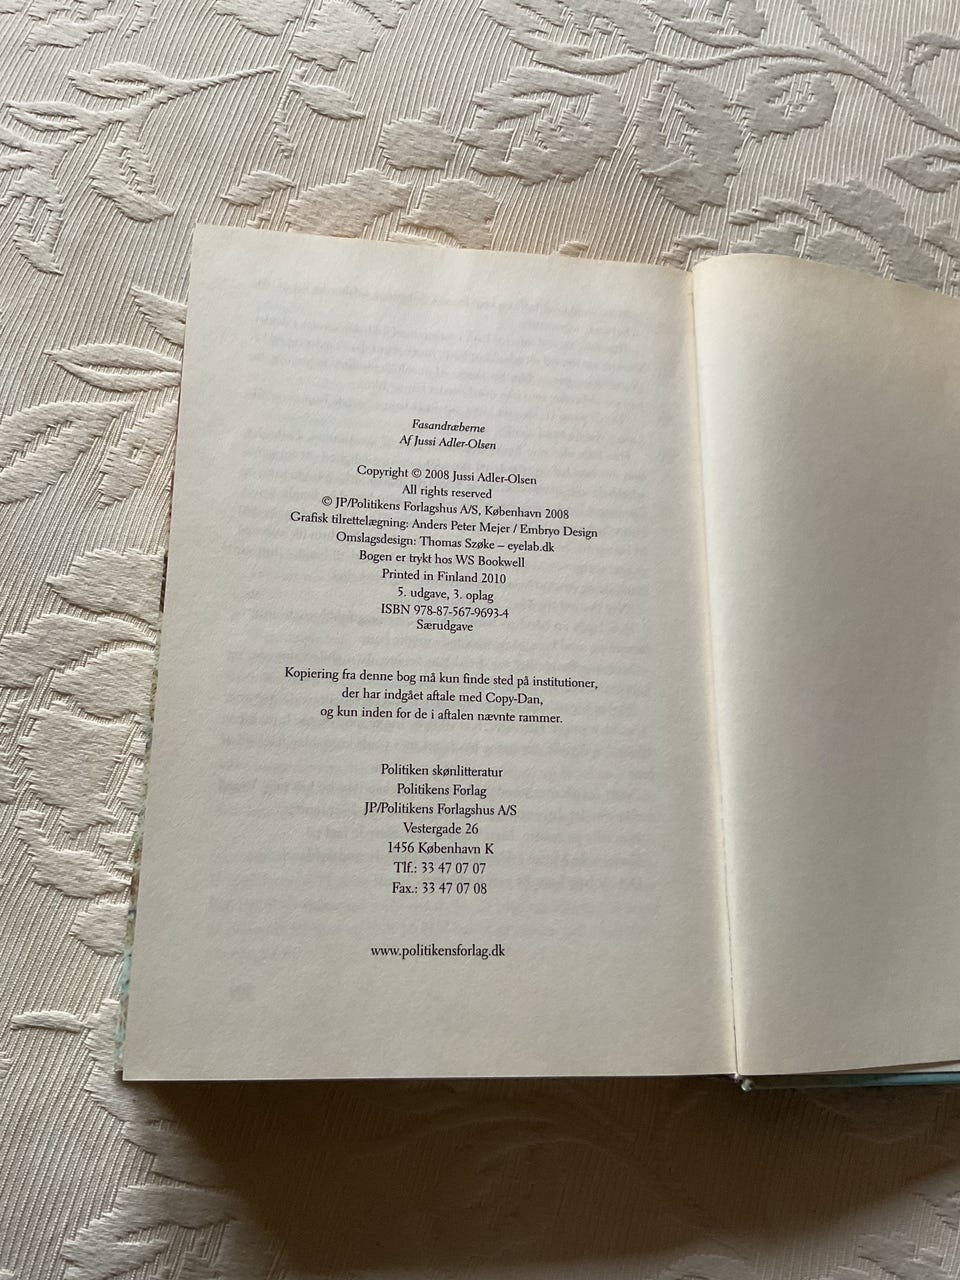 Fasandræberne
Af Jussi Adler-Olsen
Copyright © 2008 Jussi Adler-Olsen
All rights reserved
© JP/Politikens Forlagshus A/S, København 2008
Grafisk tilrettelægning: Anders Peter Mejer / Embryo Design
Omslagsdesign: Thomas Szøke – eyelab.dk
Bogen er trykt hos WS Bookwell
Printed in Finland 2010
5. udgave, 3. oplag
ISBN 978-87-567-9693-4
Særudgave
Kopiering fra denne bog må kun finde sted på institutioner,
der har indgået aftale med Copy-Dan,
og kun inden for de i aftalen nævnte rammer.
Politiken skønlitteratur
Politikens Forlag
JP/Politikens Forlagshus A/S
Vestergade 26
1456 København K
Tlf.: 33 47 07 07
Fax.: 33 47 07 08
www.politikensforlag.dk